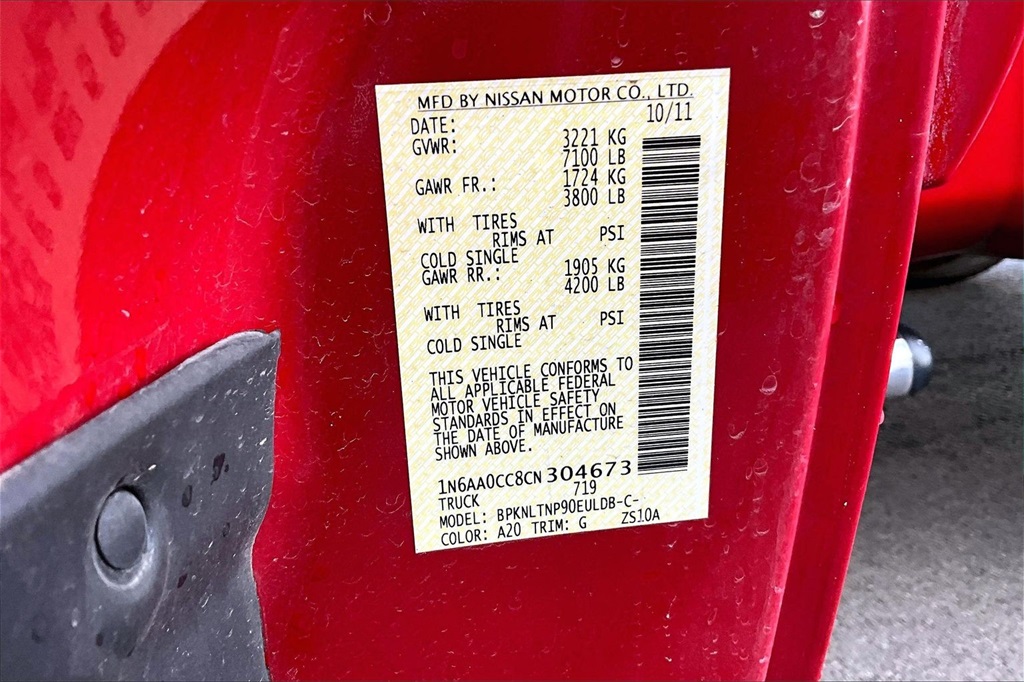 MFD BY NISSAN MOTOR CO., LTD.
DATE: 10/11
GVWR: 3221 KG
7100 LB
GAWR FR.: 1724 KG
3800 LB
WITH TIRES
RIMS AT PSI
COLD SINGLE
GAWR RR.: 1905 KG
4200 LB
WITH TIRES
RIMS AT PSI
COLD SINGLE
THIS VEHICLE CONFORMS TO
ALL APPLICABLE FEDERAL
MOTOR VEHICLE SAFETY
STANDARDS IN EFFECT ON
THE DATE OF MANUFACTURE
SHOWN ABOVE.
1N6AA0CC8CN304673
TRUCK 719
MODEL: BPKNLTNP90EULDB-C-
COLOR: A20 TRIM: G ZS10A